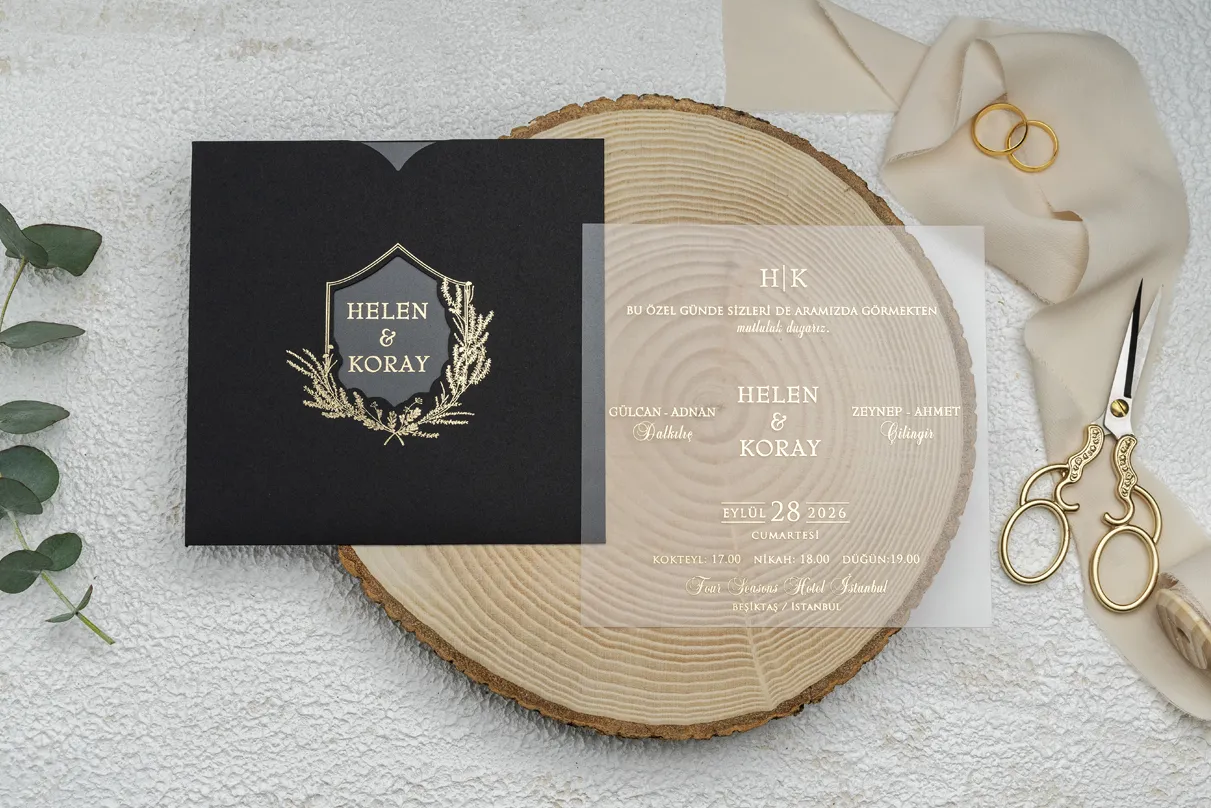 HELEN
&
KORAY
H|K
BU ÖZEL GÜNDE SİZLERİ DE ARAMIZDA GÖRMEKTEN
mutluluk duyarız.
GÜLCAN - ADNAN
Dalkılıç
HELEN
&
KORAY
ZEYNEP - AHMET
Çilingir
EYLÜL 28 2026
CUMARTESİ
KOKTEYL: 17.00 NİKAH: 18.00 DÜĞÜN:19.00
Four Seasons Hotel İstanbul
BEŞİKTAŞ / İSTANBUL